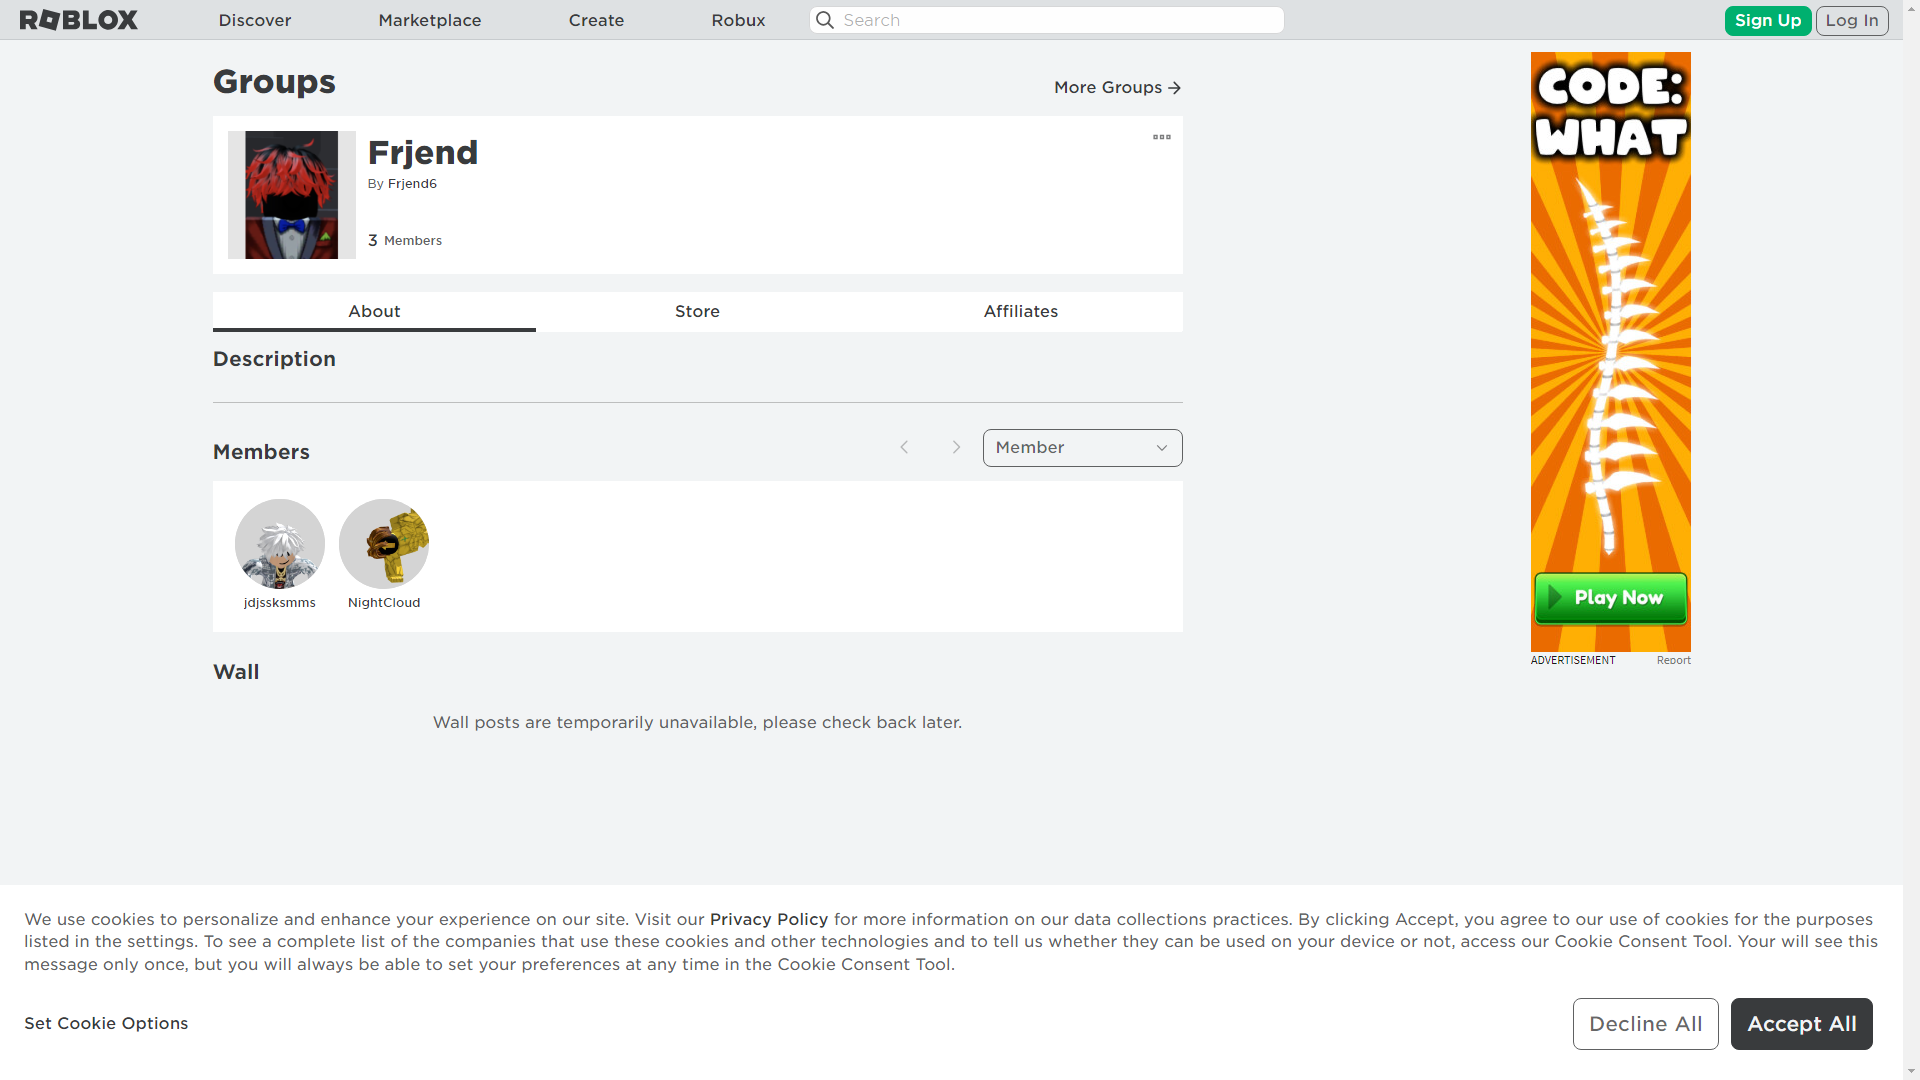 ROBLOX Discover Marketplace Create Robux Search Sign Up Log In
Groups
More Groups
Frjend
By Frjend6
3 Members
About Store Affiliates
Description
Members
Member
jdjssksmms NightCloud
Wall
Wall posts are temporarily unavailable, please check back later.
CODE:
WHAT
Play Now
ADVERTISEMENT Report
We use cookies to personalize and enhance your experience on our site. Visit our Privacy Policy for more information on our data collections practices. By clicking Accept, you agree to our use of cookies for the purposes
listed in the settings. To see a complete list of the companies that use these cookies and other technologies and to tell us whether they can be used on your device or not, access our Cookie Consent Tool. Your will see this
message only once, but you will always be able to set your preferences at any time in the Cookie Consent Tool.
Set Cookie Options
Decline All
Accept All